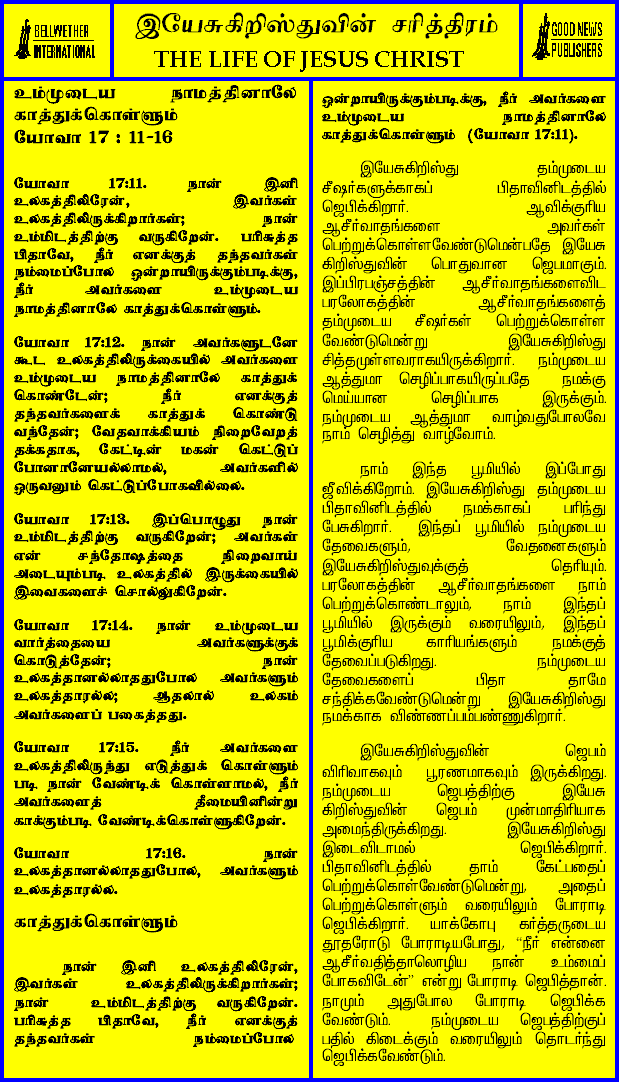 BELLWETHER
INTERNATIONAL
இயேசுகிறிஸ்துவின் சரித்திரம்
THE LIFE OF JESUS CHRIST
GOOD NEWS
PUBLISHERS
உம்முடைய நாமத்தினாலே
காத்துக்கொள்ளும்
யோவா 17 : 11-16
யோவா 17:11. நான் இனி
உலகத்திலிரேன், இவர்கள்
உலகத்திலிருக்கிறார்கள்; நான்
உம்மிடத்திற்கு வருகிறேன். பரிசுத்த
பிதாவே, நீர் எனக்குத் தந்தவர்கள்
நம்மைப்போல் ஒன்றாயிருக்கும்படிக்கு,
நீர் அவர்களை உம்முடைய
நாமத்தினாலே காத்துக்கொள்ளும்.
யோவா 17:12. நான் அவர்களுடனே
கூட உலகத்திலிருக்கையில் அவர்களை
உம்முடைய நாமத்தினாலே காத்துக்
கொண்டேன்; நீர் எனக்குத்
தந்தவர்களைக் காத்துக் கொண்டு
வந்தேன்; வேதவாக்கியம் நிறைவேறத்
தக்கதாக, கேட்டின் மகன் கெட்டுப்
போனானேயல்லாமல், அவர்களில்
ஒருவனும் கெட்டுப்போகவில்லை.
யோவா 17:13. இப்பொழுது நான்
உம்மிடத்திற்கு வருகிறேன்; அவர்கள்
என் சந்தோஷத்தை நிறைவாய்
அடையும்படி உலகத்தில் இருக்கையில்
இவைகளைச் சொல்லுகிறேன்.
யோவா 17:14. நான் உம்முடைய
வார்த்தையை அவர்களுக்குக்
கொடுத்தேன்; நான்
உலகத்தானல்லாததுபோல் அவர்களும்
உலகத்தாரல்ல; ஆதலால் உலகம்
அவர்களைப் பகைத்தது.
யோவா 17:15. நீர் அவர்களை
உலகத்திலிருந்து எடுத்துக் கொள்ளும்
படி நான் வேண்டிக் கொள்ளாமல், நீர்
அவர்களைத் தீமையினின்று
காக்கும்படி வேண்டிக்கொள்ளுகிறேன்.
யோவா 17:16. நான்
உலகத்தானல்லாததுபோல, அவர்களும்
உலகத்தாரல்ல.
காத்துக்கொள்ளும்
நான் இனி உலகத்திலிரேன்,
இவர்கள் உலகத்திலிருக்கிறார்கள்;
நான் உம்மிடத்திற்கு வருகிறேன்.
பரிசுத்த பிதாவே, நீர் எனக்குத்
தந்தவர்கள் நம்மைப்போல்
ஒன்றாயிருக்கும்படிக்கு, நீர் அவர்களை
உம்முடைய நாமத்தினாலே
காத்துக்கொள்ளும் (யோவா 17:11).
இயேசுகிறிஸ்து தம்முடைய
சீஷர்களுக்காகப் பிதாவினிடத்தில்
ஜெபிக்கிறார். ஆவிக்குரிய
ஆசீர்வாதங்களை அவர்கள்
பெற்றுக்கொள்ளவேண்டுமென்பதே இயேசு
கிறிஸ்துவின் பொதுவான ஜெபமாகும்.
இப்பிரபஞ்சத்தின் ஆசீர்வாதங்களைவிட
பரலோகத்தின் ஆசீர்வாதங்களைத்
தம்முடைய சீஷர்கள் பெற்றுக்கொள்ள
வேண்டுமென்று இயேசுகிறிஸ்து
சித்தமுள்ளவராகயிருக்கிறார். நம்முடைய
ஆத்துமா செழிப்பாகயிருப்பதே நமக்கு
மெய்யான செழிப்பாக இருக்கும்.
நம்முடைய ஆத்துமா வாழ்வதுபோலவே
நாம் செழித்து வாழ்வோம்.
நாம் இந்த பூமியில் இப்போது
ஜீவிக்கிறோம். இயேசுகிறிஸ்து தம்முடைய
பிதாவினிடத்தில் நமக்காகப் பரிந்து
பேசுகிறார். இந்தப் பூமியில் நம்முடைய
தேவைகளும், வேதனைகளும்
இயேசுகிறிஸ்துவுக்குத் தெரியும்.
பரலோகத்தின் ஆசீர்வாதங்களை நாம்
பெற்றுக்கொண்டாலும், நாம் இந்தப்
பூமியில் இருக்கும் வரையிலும், இந்தப்
பூமிக்குரிய காரியங்களும் நமக்குத்
தேவைப்படுகிறது. நம்முடைய
தேவைகளைப் பிதா தாமே
சந்திக்கவேண்டுமென்று இயேசுகிறிஸ்து
நமக்காக விண்ணப்பம்பண்ணுகிறார்.
இயேசுகிறிஸ்துவின் ஜெபம்
விரிவாகவும் பூரணமாகவும் இருக்கிறது.
நம்முடைய ஜெபத்திற்கு இயேசு
கிறிஸ்துவின் ஜெபம் முன்மாதிரியாக
அமைந்திருக்கிறது. இயேசுகிறிஸ்து
இடைவிடாமல் ஜெபிக்கிறார்.
பிதாவினிடத்தில் தாம் கேட்பதைப்
பெற்றுக்கொள்வேண்டுமென்று, அதைப்
பெற்றுக்கொள்ளும் வரையிலும் போராடி
ஜெபிக்கிறார். யாக்கோபு கர்த்தருடைய
தூதரோடு போராடியபோது, “நீர் என்னை
ஆசீர்வதித்தாலொழிய நான் உம்மைப்
போகவிடேன்” என்று போராடி ஜெபித்தான்.
நாமும் அதுபோல போராடி ஜெபிக்க
வேண்டும். நம்முடைய ஜெபத்திற்குப்
பதில் கிடைக்கும் வரையிலும் தொடர்ந்து
ஜெபிக்கவேண்டும்.